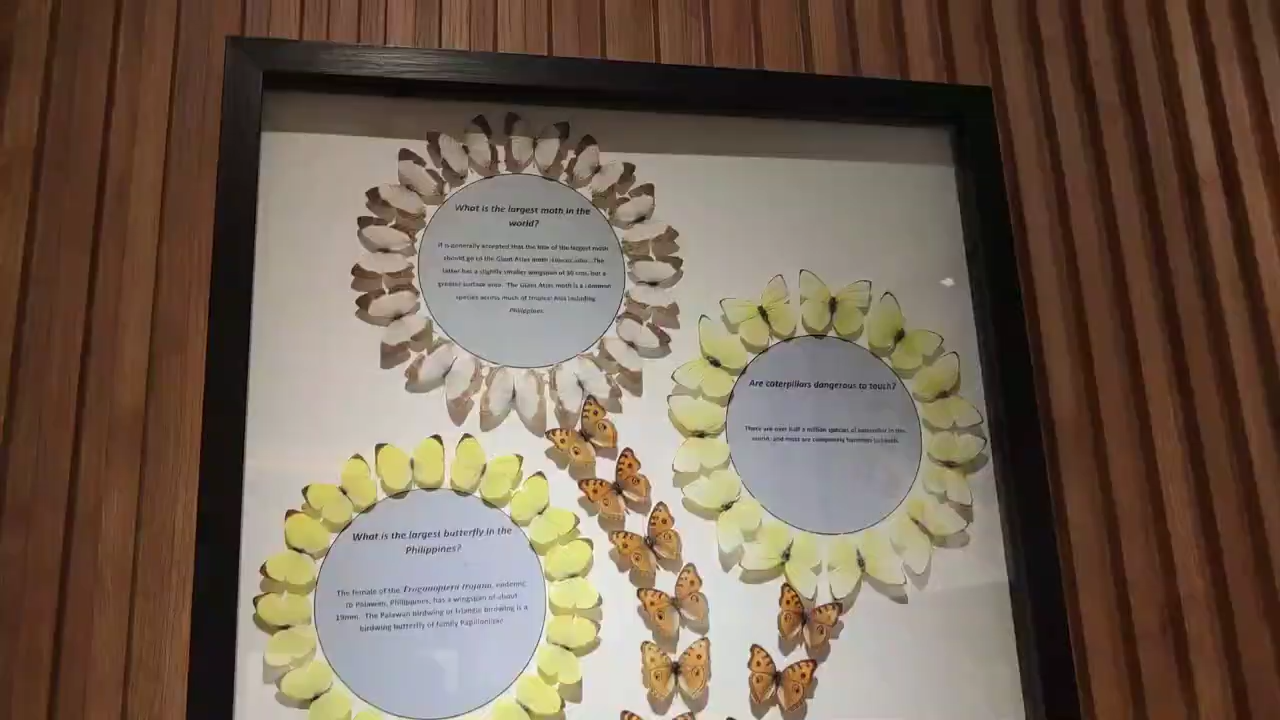 What is the largest moth in the
world?
It is generally accepted that the title of the largest moth
should go to the Giant Atlas moth The
latter has a slightly smaller wingspan of 30 cms, but a
greater surface area. The Giant Atlas moth is a common
species across much of tropical Asia including
Philippines.
Are caterpillars dangerous to touch?
There are over half a million species of caterpillar in the
world, and most are completely harmless to touch.
What is the largest butterfly in the
Philippines?
The female of the Trogonoptera trojana, endemic
to Palawan, Philippines, has a wingspan of about
19mm. The Palawan birdwing or triangle birdwing is a
birdwing butterfly of family Papilionidae